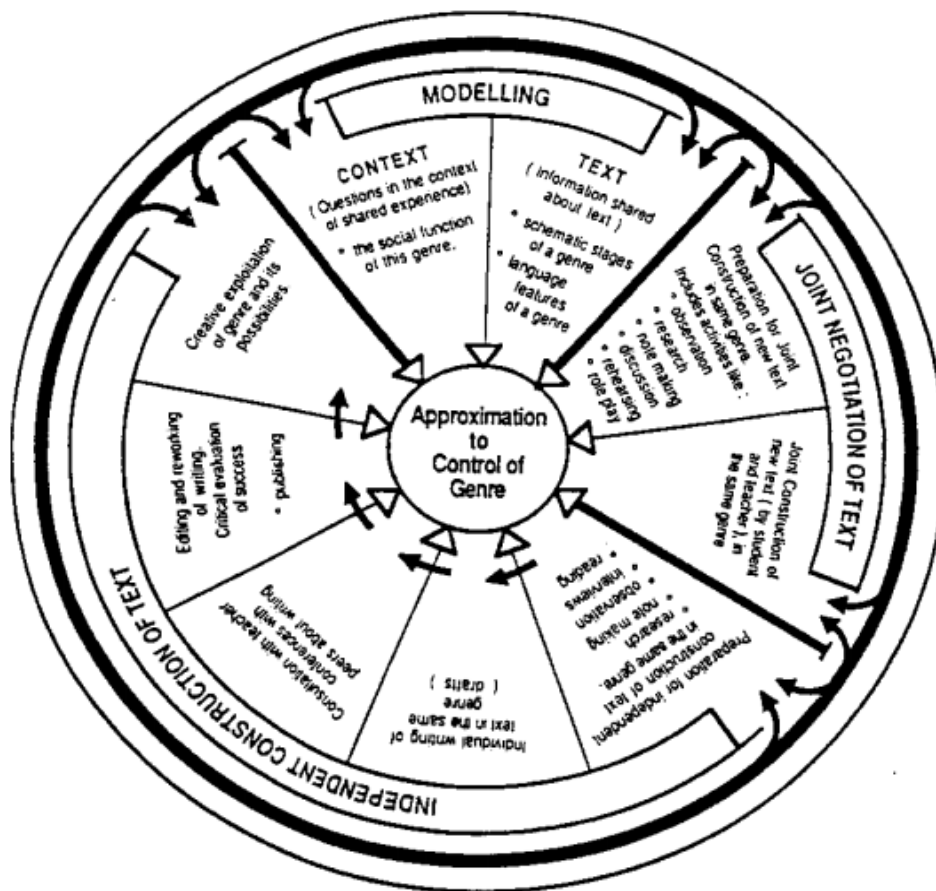 MODELLING
CONTEXT
( Questions in the context
of shared experience)
• the social function
of this genre.
TEXT
( Information shared
about text )
• schematic stages
of a genre
• language
features
of a genre
JOINT NEGOTIATION OF TEXT
Preparation for Joint
Construction of new text
in same genre.
Includes activities like :
• observation
• research
• note making
• discussion
• rehearsing
• role play
Joint Construction of
new text ( by student
and teacher ), in
the same genre
INDEPENDENT CONSTRUCTION OF TEXT
Preparation for independent
construction of text
in the same genre.
• research
• note making
• observation
• interviews
• reading
Individual writing of
text in the same
genre
( drafts )
Consultation with teacher
conferences with
peers about writing
Editing and reworking
of writing.
Critical evaluation
of success
• publishing
Creative exploitation
of genre and its
possibilities
Approximation
to
Control of
Genre